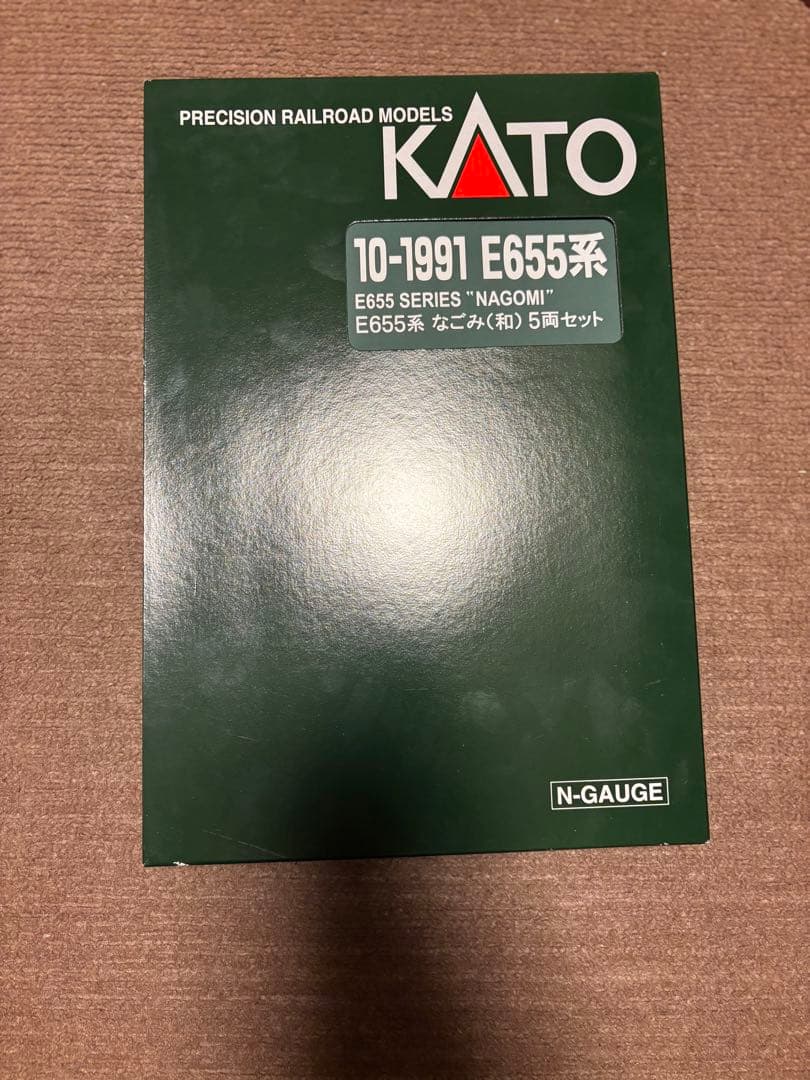 PRECISION RAILROAD MODELS
KATO
10-1991 E655系
E655 SERIES "NAGOMI"
E655系 なごみ(和) 5両セット
N-GAUGE